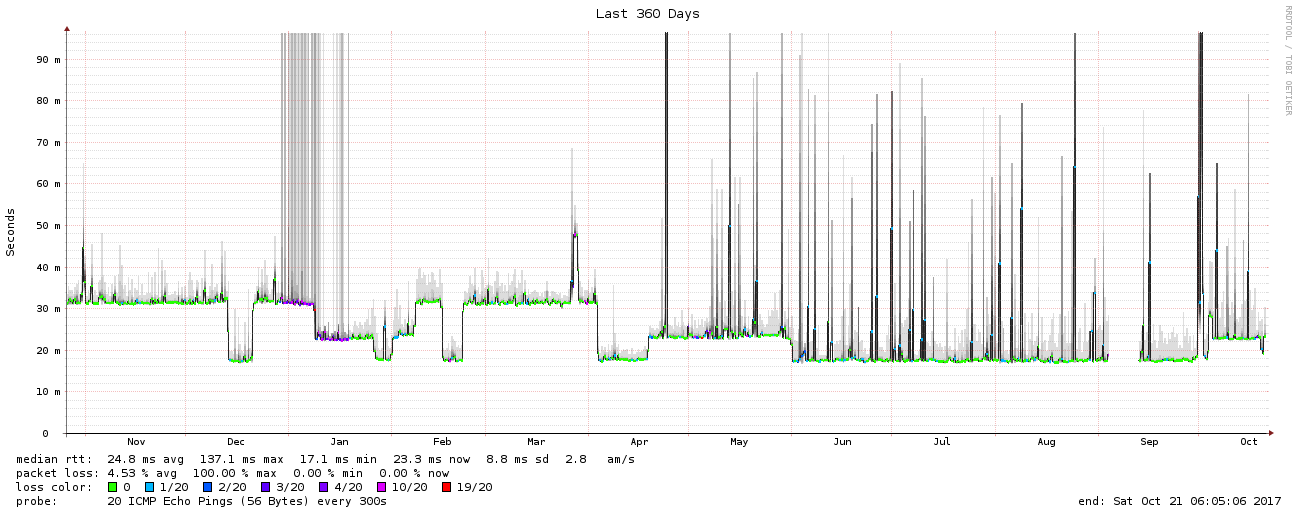 Last 360 Days
RRDTOOL / TOBI OETIKER
Seconds
90 m
80 m
70 m
60 m
50 m
40 m
30 m
20 m
10 m
0
Nov Dec Jan Feb Mar Apr May Jun Jul Aug Sep Oct
median rtt: 24.8 ms avg 137.1 ms max 17.1 ms min 23.3 ms now 8.8 ms sd 2.8 am/s
packet loss: 4.53 % avg 100.00 % max 0.00 % min 0.00 % now
loss color: 0 1/20 2/20 3/20 4/20 10/20 19/20
probe: 20 ICMP Echo Pings (56 Bytes) every 300s end: Sat Oct 21 06:05:06 2017